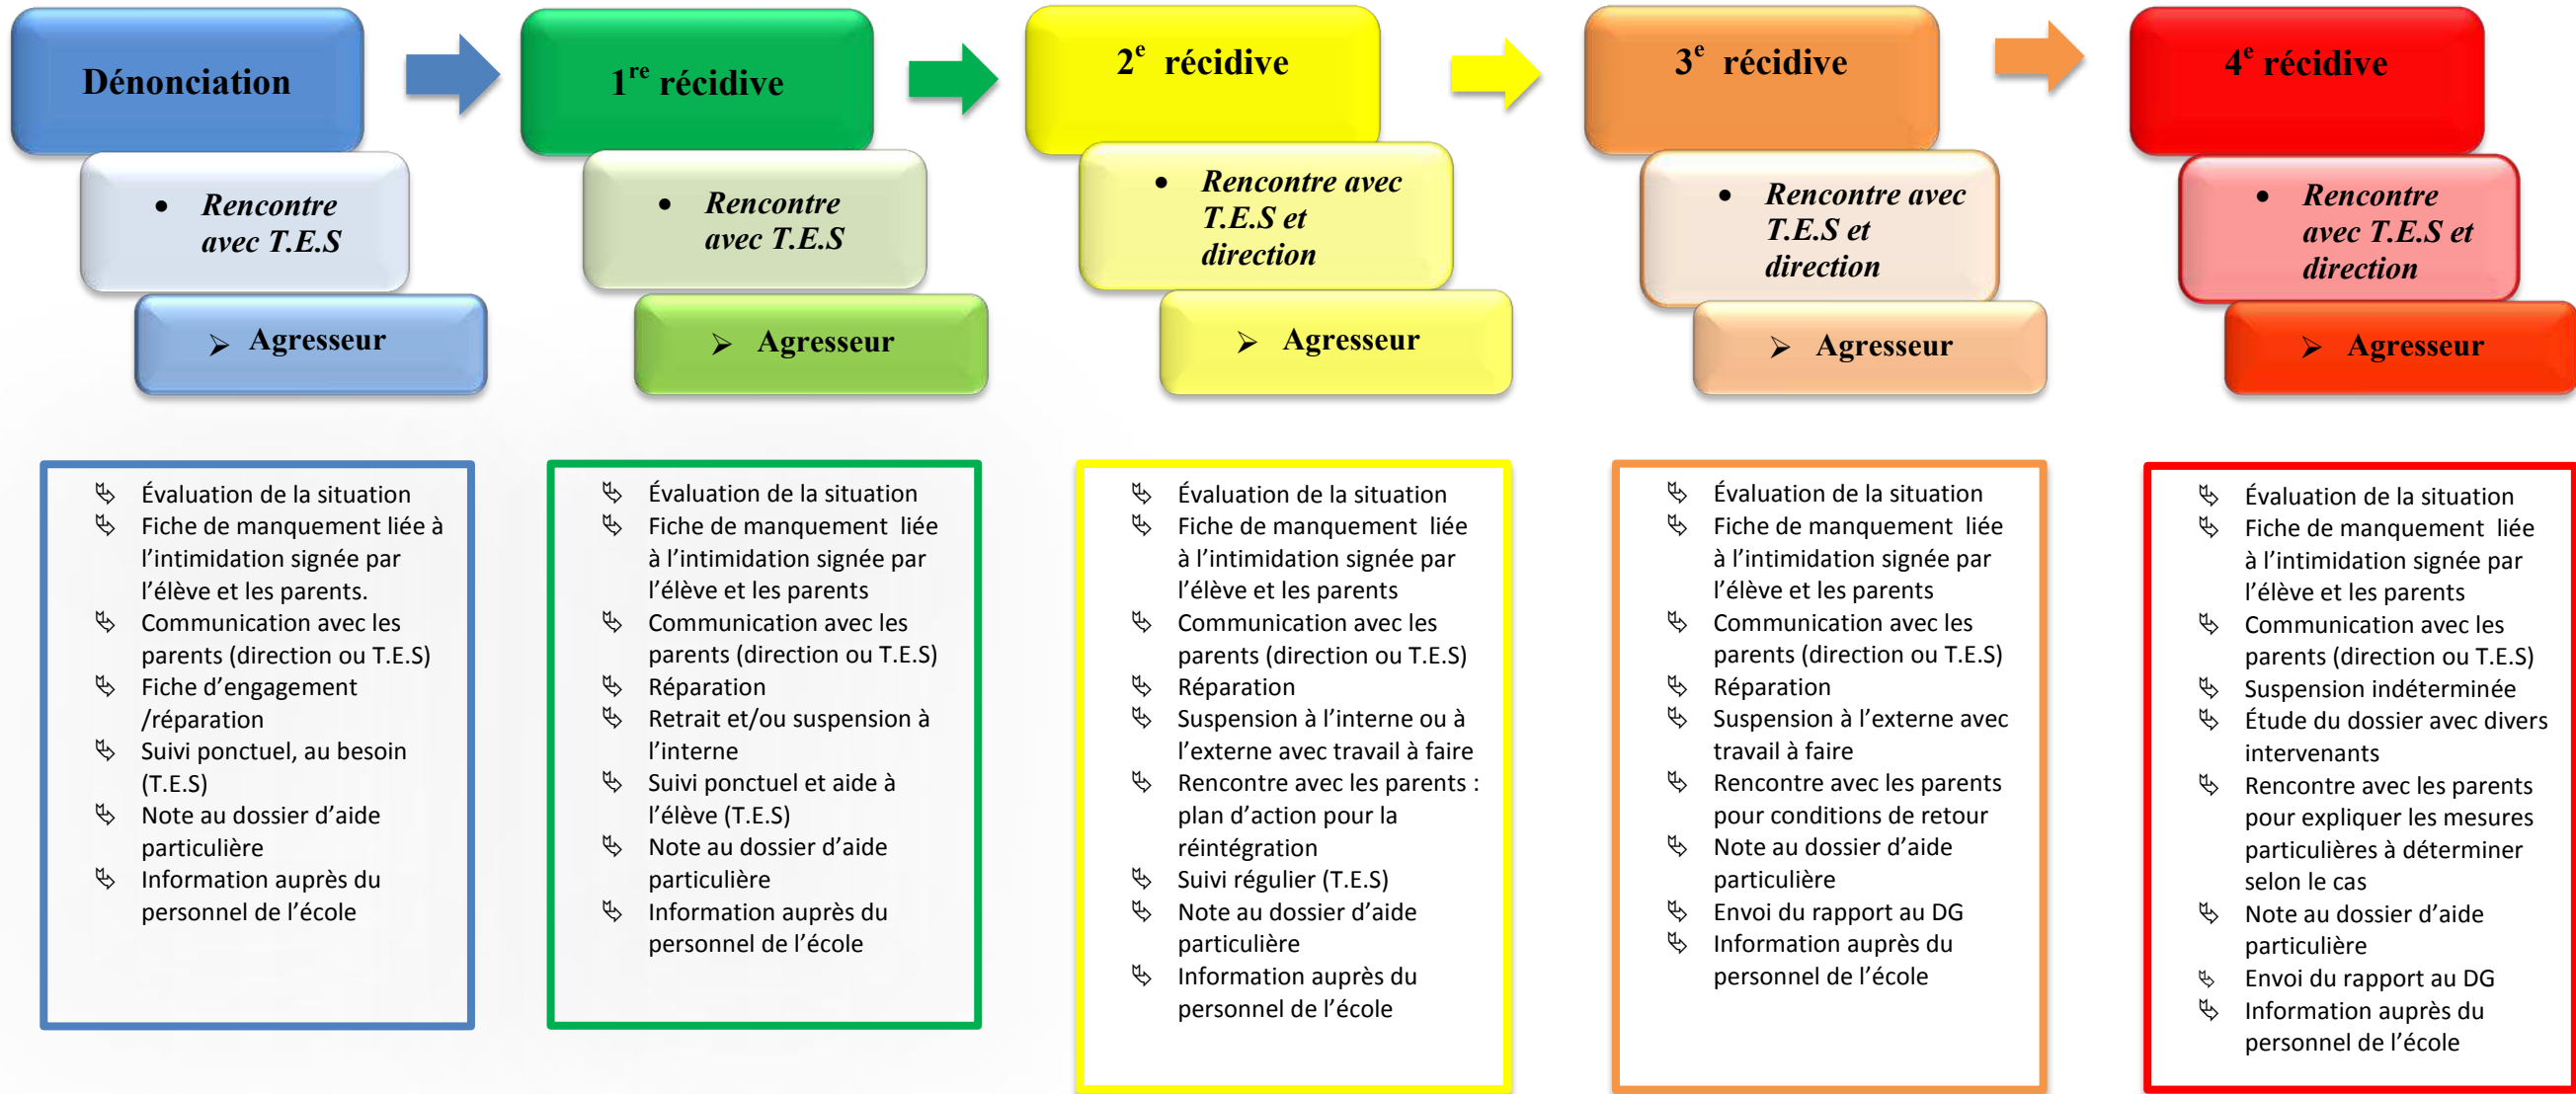 Dénonciation
• Rencontre
avec T.E.S
➢ Agresseur
Évaluation de la situation
Fiche de manquement liée à
l’intimidation signée par
l’élève et les parents.
Communication avec les
parents (direction ou T.E.S)
Fiche d’engagement
/réparation
Suivi ponctuel, au besoin
(T.E.S)
Note au dossier d’aide
particulière
Information auprès du
personnel de l’école
1re récidive
• Rencontre
avec T.E.S
➢ Agresseur
Évaluation de la situation
Fiche de manquement liée
à l’intimidation signée par
l’élève et les parents
Communication avec les
parents (direction ou T.E.S)
Réparation
Retrait et/ou suspension à
l’interne
Suivi ponctuel et aide à
l’élève (T.E.S)
Note au dossier d’aide
particulière
Information auprès du
personnel de l’école
2e récidive
• Rencontre avec
T.E.S et
direction
➢ Agresseur
Évaluation de la situation
Fiche de manquement liée
à l’intimidation signée par
l’élève et les parents
Communication avec les
parents (direction ou T.E.S)
Réparation
Suspension à l’interne ou à
l’externe avec travail à faire
Rencontre avec les parents :
plan d’action pour la
réintégration
Suivi régulier (T.E.S)
Note au dossier d’aide
particulière
Information auprès du
personnel de l’école
3e récidive
• Rencontre avec
T.E.S et
direction
➢ Agresseur
Évaluation de la situation
Fiche de manquement liée
à l’intimidation signée par
l’élève et les parents
Communication avec les
parents (direction ou T.E.S)
Réparation
Suspension à l’externe avec
travail à faire
Rencontre avec les parents
pour conditions de retour
Note au dossier d’aide
particulière
Envoi du rapport au DG
Information auprès du
personnel de l’école
4e récidive
• Rencontre
avec T.E.S et
direction
➢ Agresseur
Évaluation de la situation
Fiche de manquement liée
à l’intimidation signée par
l’élève et les parents
Communication avec les
parents (direction ou T.E.S)
Suspension indéterminée
Étude du dossier avec divers
intervenants
Rencontre avec les parents
pour expliquer les mesures
particulières à déterminer
selon le cas
Note au dossier d’aide
particulière
Envoi du rapport au DG
Information auprès du
personnel de l’école